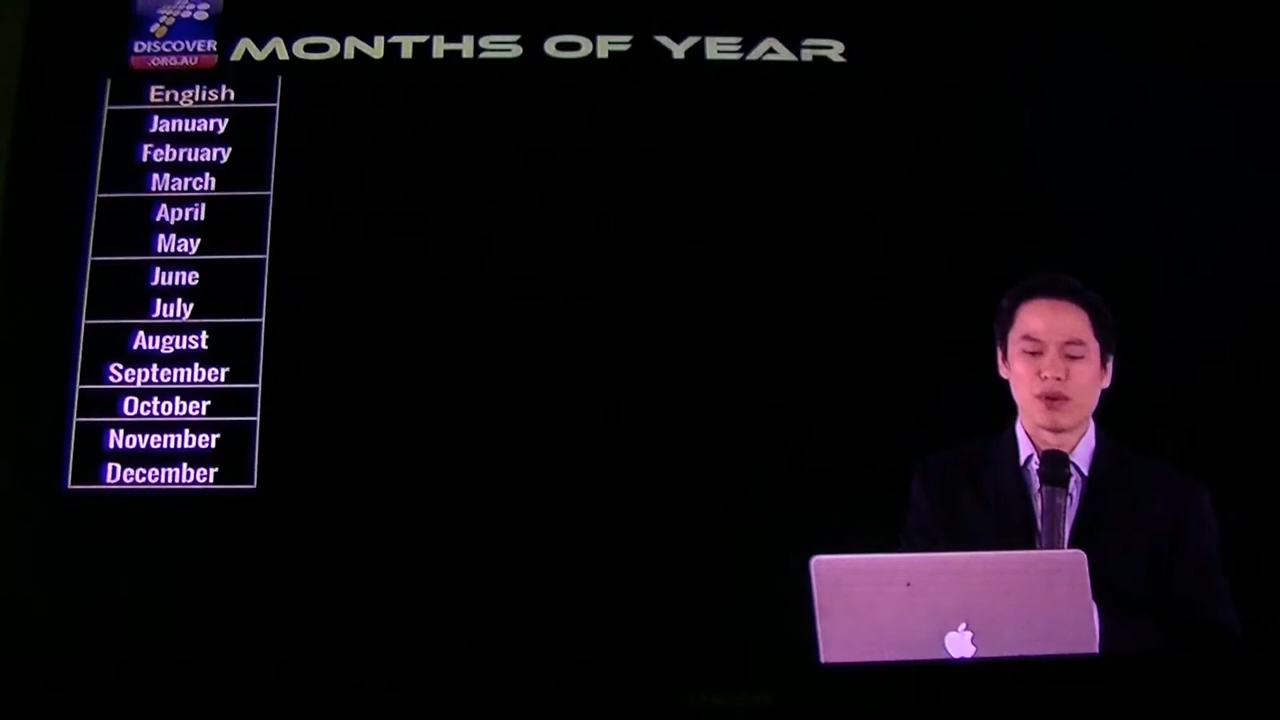 DISCOVER
.ORG.AU
MONTHS OF YEAR
English
January
February
March
April
May
June
July
August
September
October
November
December